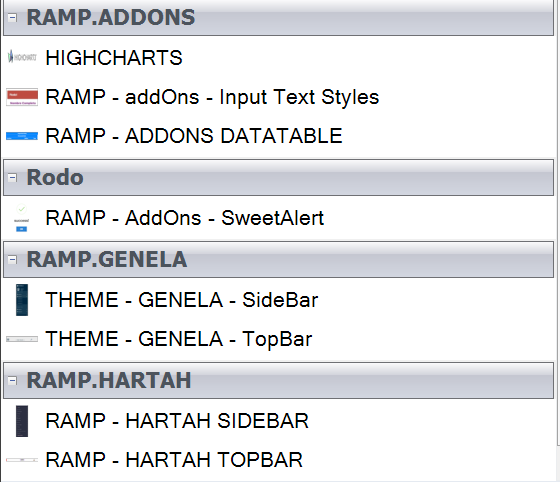 RAMP.ADDONS
HIGHCHARTS
RAMP - addOns - Input Text Styles
RAMP - ADDONS DATATABLE
Rodo
RAMP - AddOns - SweetAlert
RAMP.GENELA
THEME - GENELA - SideBar
THEME - GENELA - TopBar
RAMP.HARTAH
RAMP - HARTAH SIDEBAR
RAMP - HARTAH TOPBAR